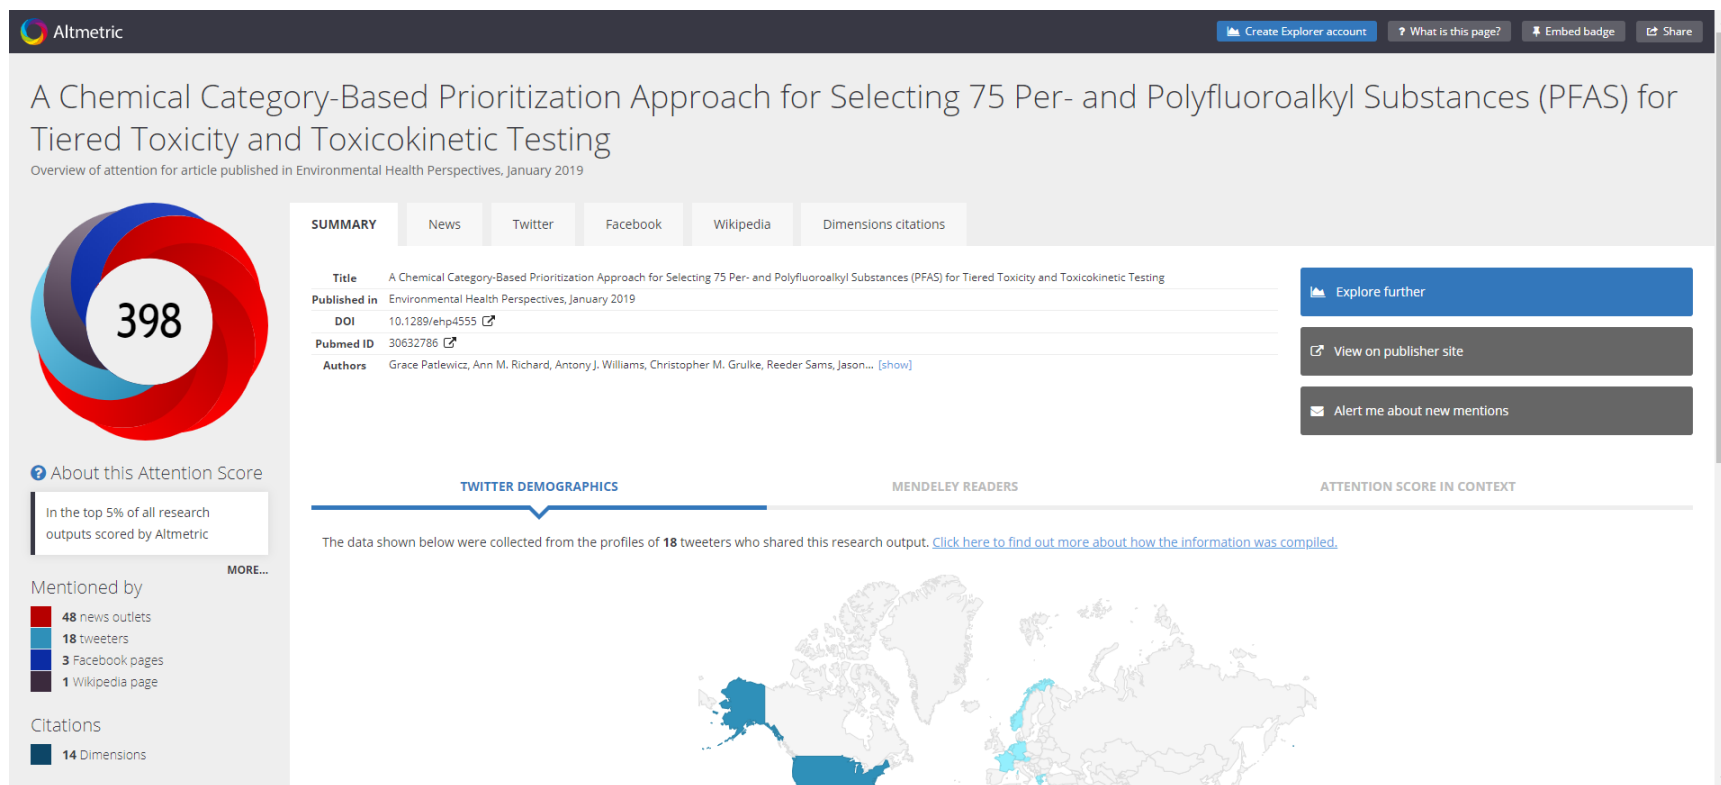 Altmetric
Create Explorer account
? What is this page?
Embed badge
Share
A Chemical Category-Based Prioritization Approach for Selecting 75 Per- and Polyfluoroalkyl Substances (PFAS) for
Tiered Toxicity and Toxicokinetic Testing
Overview of attention for article published in Environmental Health Perspectives, January 2019
398
SUMMARY
News
Twitter
Facebook
Wikipedia
Dimensions citations
Title A Chemical Category-Based Prioritization Approach for Selecting 75 Per- and Polyfluoroalkyl Substances (PFAS) for Tiered Toxicity and Toxicokinetic Testing
Published in Environmental Health Perspectives, January 2019
DOI 10.1289/ehp4555
Pubmed ID 30632786
Authors Grace Patlewicz, Ann M. Richard, Antony J. Williams, Christopher M. Grulke, Reeder Sams, Jason... [show]
Explore further
View on publisher site
Alert me about new mentions
? About this Attention Score
In the top 5% of all research
outputs scored by Altmetric
MORE...
Mentioned by
48 news outlets
18 tweeters
3 Facebook pages
1 Wikipedia page
Citations
14 Dimensions
TWITTER DEMOGRAPHICS
MENDELEY READERS
ATTENTION SCORE IN CONTEXT
The data shown below were collected from the profiles of 18 tweeters who shared this research output. Click here to find out more about how the information was compiled.